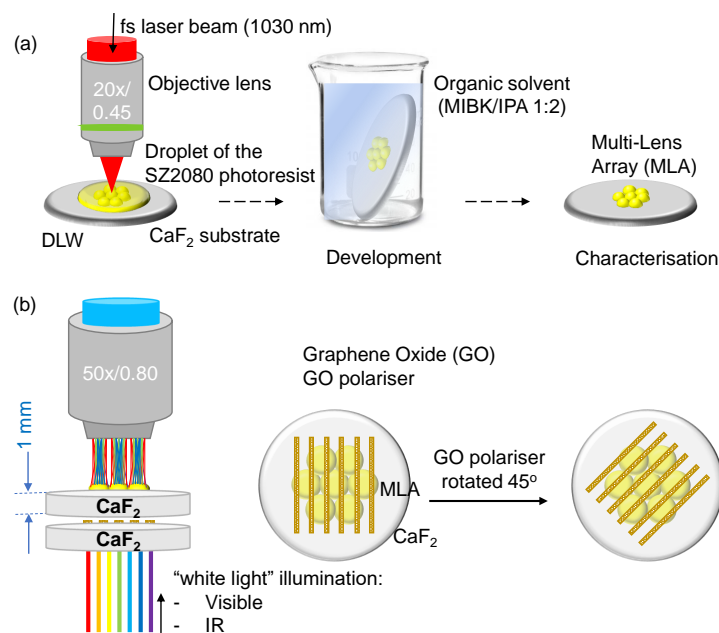 (a)
fs laser beam (1030 nm)
20x/
0.45
Objective lens
Droplet of the
SZ2080 photoresist
DLW
CaF₂ substrate
Organic solvent
(MIBK/IPA 1:2)
Development
Multi-Lens
Array (MLA)
Characterisation
(b)
50x/0.80
1 mm
CaF₂
CaF₂
“white light” illumination:
- Visible
- IR
Graphene Oxide (GO)
GO polariser
MLA
CaF₂
GO polariser
rotated 45⁰